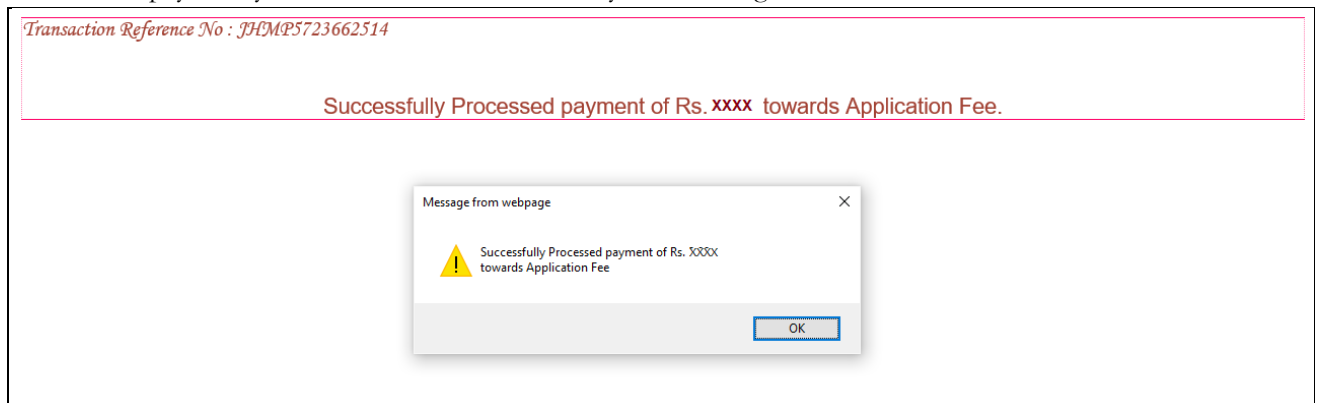 Transaction Reference No : JHMP5723662514
Successfully Processed payment of Rs. xxxx towards Application Fee.
Message from webpage
Successfully Processed payment of Rs. XXXX
towards Application Fee
OK